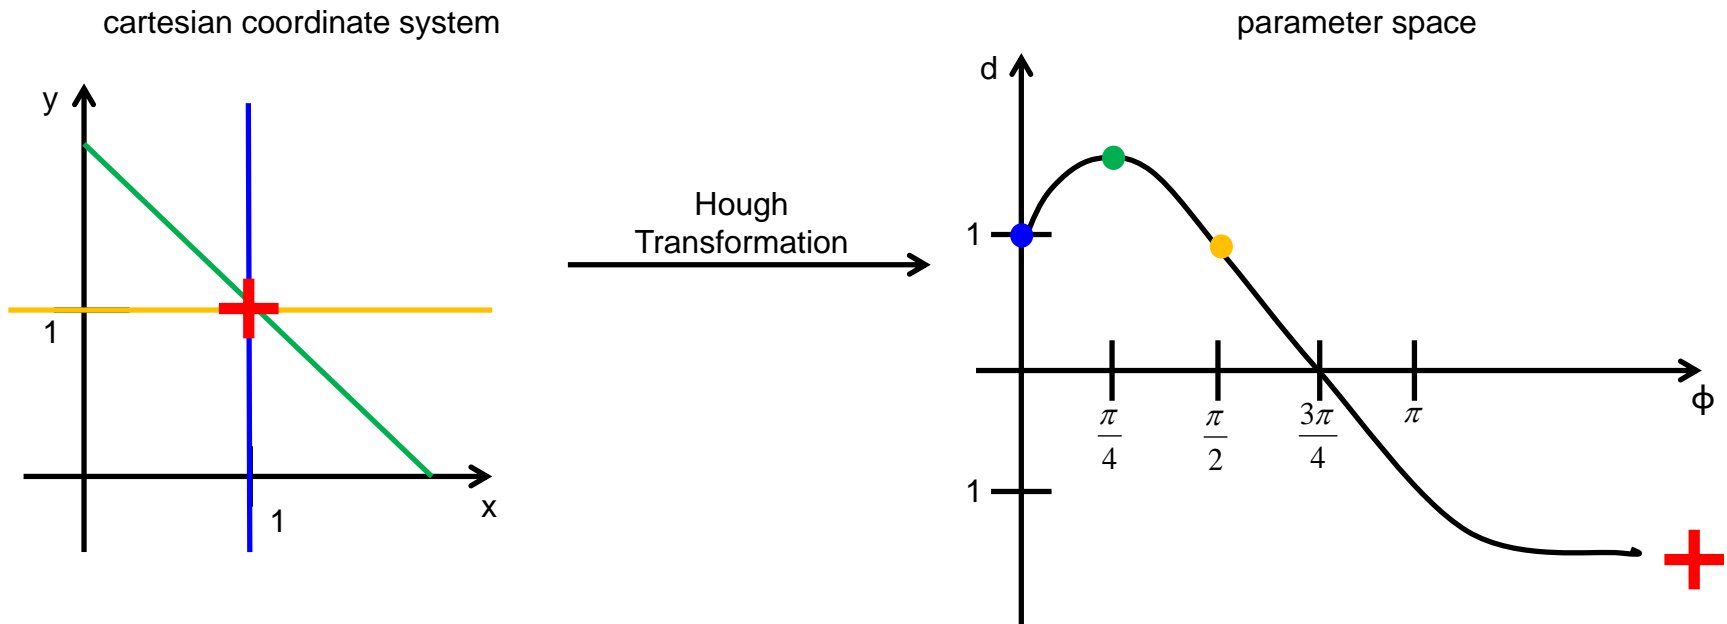 cartesian coordinate system
parameter space
y
1
1
x
Hough
Transformation
d
1
1
π/4
π/2
3π/4
π
ϕ